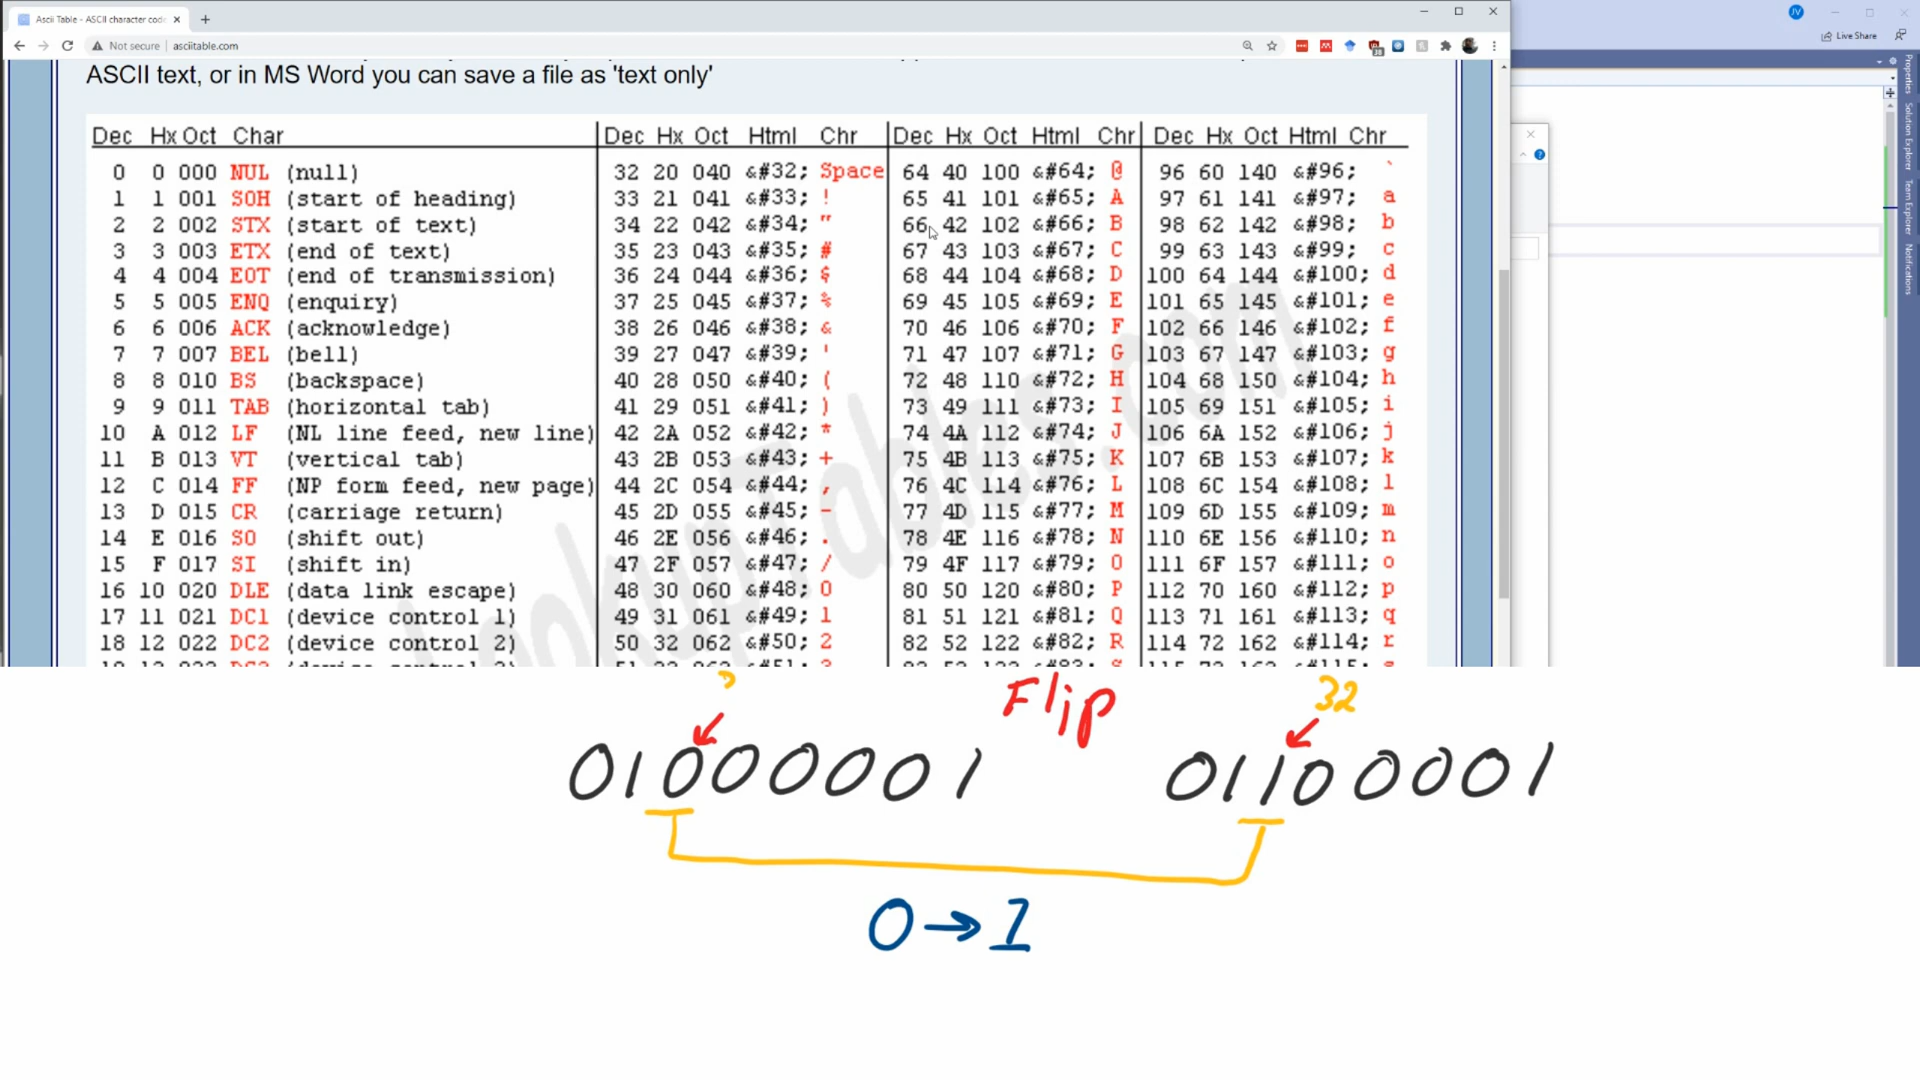 Ascii Table - ASCII character code
Not secure | asciitable.com
JV
Live Share
Properties
Solution Explorer
Team Explorer
Notifications
ASCII text, or in MS Word you can save a file as 'text only'
Dec Hx Oct Char Dec Hx Oct Html Chr Dec Hx Oct Html Chr Dec Hx Oct Html Chr
0 0 000 NUL (null) 32 20 040 &#32; Space 64 40 100 &#64; @ 96 60 140 &#96; `
1 1 001 SOH (start of heading) 33 21 041 &#33; ! 65 41 101 &#65; A 97 61 141 &#97; a
2 2 002 STX (start of text) 34 22 042 &#34; " 66 42 102 &#66; B 98 62 142 &#98; b
3 3 003 ETX (end of text) 35 23 043 &#35; # 67 43 103 &#67; C 99 63 143 &#99; c
4 4 004 EOT (end of transmission) 36 24 044 &#36; $ 68 44 104 &#68; D 100 64 144 &#100; d
5 5 005 ENQ (enquiry) 37 25 045 &#37; % 69 45 105 &#69; E 101 65 145 &#101; e
6 6 006 ACK (acknowledge) 38 26 046 &#38; & 70 46 106 &#70; F 102 66 146 &#102; f
7 7 007 BEL (bell) 39 27 047 &#39; ' 71 47 107 &#71; G 103 67 147 &#103; g
8 8 010 BS (backspace) 40 28 050 &#40; ( 72 48 110 &#72; H 104 68 150 &#104; h
9 9 011 TAB (horizontal tab) 41 29 051 &#41; ) 73 49 111 &#73; I 105 69 151 &#105; i
10 A 012 LF (NL line feed, new line) 42 2A 052 &#42; * 74 4A 112 &#74; J 106 6A 152 &#106; j
11 B 013 VT (vertical tab) 43 2B 053 &#43; + 75 4B 113 &#75; K 107 6B 153 &#107; k
12 C 014 FF (NP form feed, new page) 44 2C 054 &#44; , 76 4C 114 &#76; L 108 6C 154 &#108; l
13 D 015 CR (carriage return) 45 2D 055 &#45; - 77 4D 115 &#77; M 109 6D 155 &#109; m
14 E 016 SO (shift out) 46 2E 056 &#46; . 78 4E 116 &#78; N 110 6E 156 &#110; n
15 F 017 SI (shift in) 47 2F 057 &#47; / 79 4F 117 &#79; O 111 6F 157 &#111; o
16 10 020 DLE (data link escape) 48 30 060 &#48; 0 80 50 120 &#80; P 112 70 160 &#112; p
17 11 021 DC1 (device control 1) 49 31 061 &#49; 1 81 51 121 &#81; Q 113 71 161 &#113; q
18 12 022 DC2 (device control 2) 50 32 062 &#50; 2 82 52 122 &#82; R 114 72 162 &#114; r
LookupTables.com
Flip
32
01000001 01100001
0→1